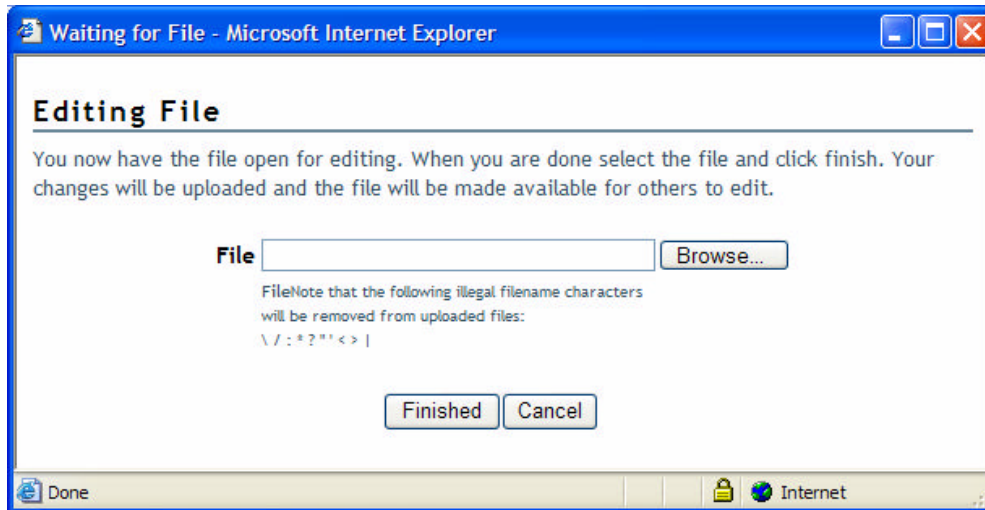 Waiting for File - Microsoft Internet Explorer
Editing File
You now have the file open for editing. When you are done select the file and click finish. Your
changes will be uploaded and the file will be made available for others to edit.
File Browse...
FileNote that the following illegal filename characters
will be removed from uploaded files:
\ / : * ? " ' < > |
Finished Cancel
Done Internet